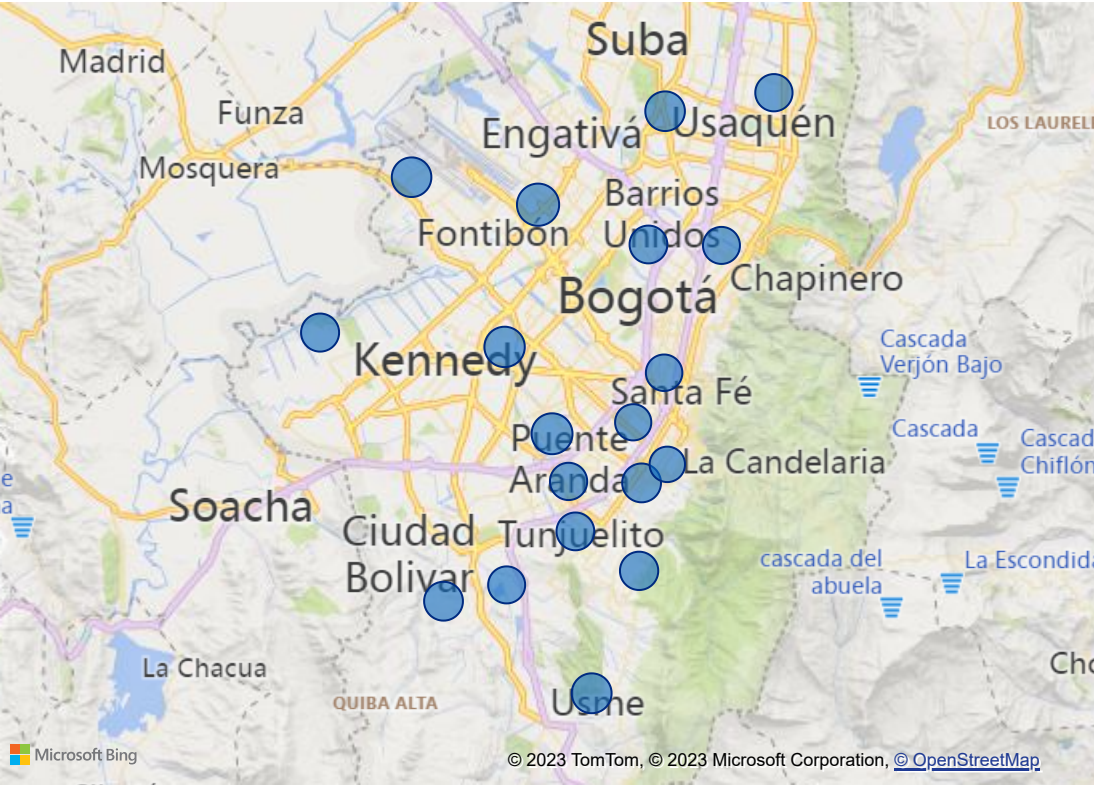 Suba
Madrid
Funza
Usaquén
LOS LAURELE
Engativá
Mosquera
Barrios
Unidos
Fontibón
Chapinero
Bogotá
Cascada
Verjón Bajo
Kennedy
Santa Fé
Cascada
Puente
Aranda
Cascad
Chiflón
La Candelaria
e
a
Soacha
Ciudad
Bolivar
Tunjuelito
cascada del
abuela
La Escondida
La Chacua
Cho
QUIBA ALTA
Usme
Microsoft Bing
© 2023 TomTom, © 2023 Microsoft Corporation, © OpenStreetMap